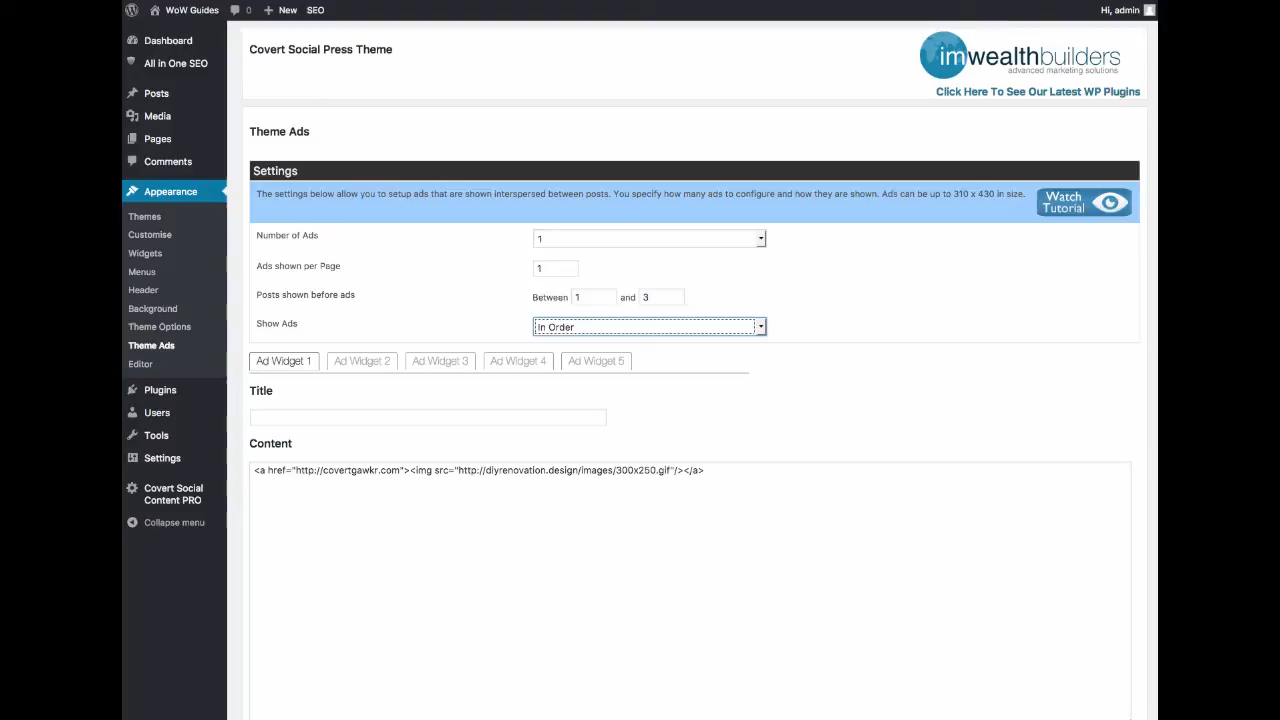 WoW Guides 0 New SEO Hi, admin
Dashboard
All in One SEO
Posts
Media
Pages
Comments
Appearance
Themes
Customise
Widgets
Menus
Header
Background
Theme Options
Theme Ads
Editor
Plugins
Users
Tools
Settings
Covert Social
Content PRO
Collapse menu
Covert Social Press Theme
imwealthbuilders
advanced marketing solutions
Click Here To See Our Latest WP Plugins
Theme Ads
Settings
The settings below allow you to setup ads that are shown interspersed between posts. You specify how many ads to configure and how they are shown. Ads can be up to 310 x 430 in size.
Watch
Tutorial
Number of Ads 1
Ads shown per Page 1
Posts shown before ads Between 1 and 3
Show Ads In Order
Ad Widget 1 Ad Widget 2 Ad Widget 3 Ad Widget 4 Ad Widget 5
Title
Content
<a href="http://covertgawkr.com"><img src="http://diyrenovation.design/images/300x250.gif"/></a>